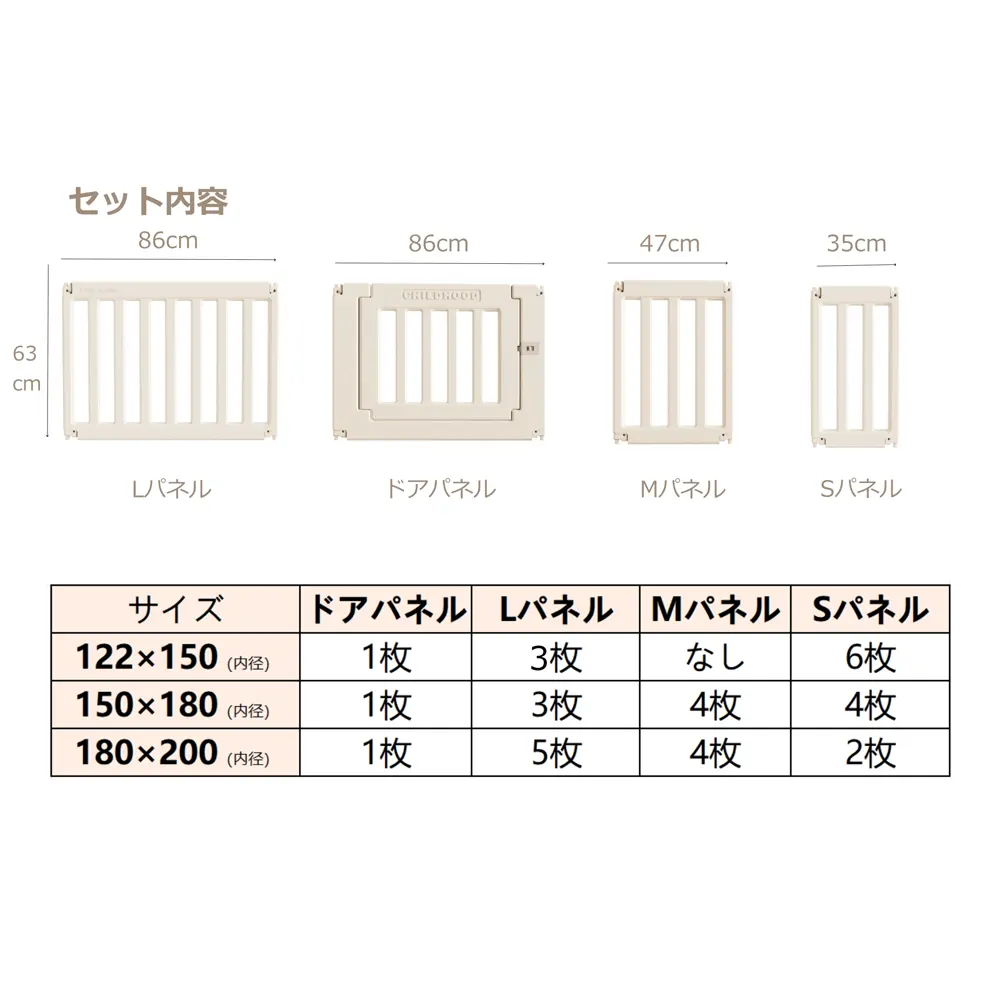 セット内容
86cm
86cm
47cm
35cm
63
cm
CHILDHOOD
Lパネル
ドアパネル
Mパネル
Sパネル
サイズ ドアパネル Lパネル Mパネル Sパネル
122×150 (内径) 1枚 3枚 なし 6枚
150×180 (内径) 1枚 3枚 4枚 4枚
180×200 (内径) 1枚 5枚 4枚 2枚